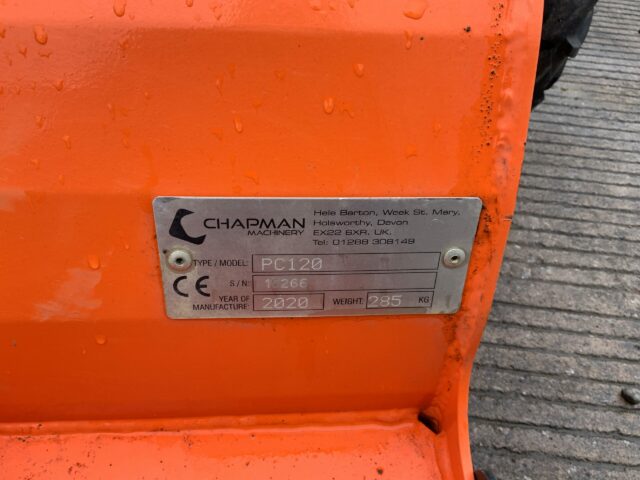 CHAPMAN
MACHINERY
Hele Barton, Week St. Mary,
Holsworthy, Devon
EX22 6XR. UK.
Tel: 01288 308149
TYPE / MODEL: PC120
CE S/N:
YEAR OF MANUFACTURE: 2020 WEIGHT: 285 KG